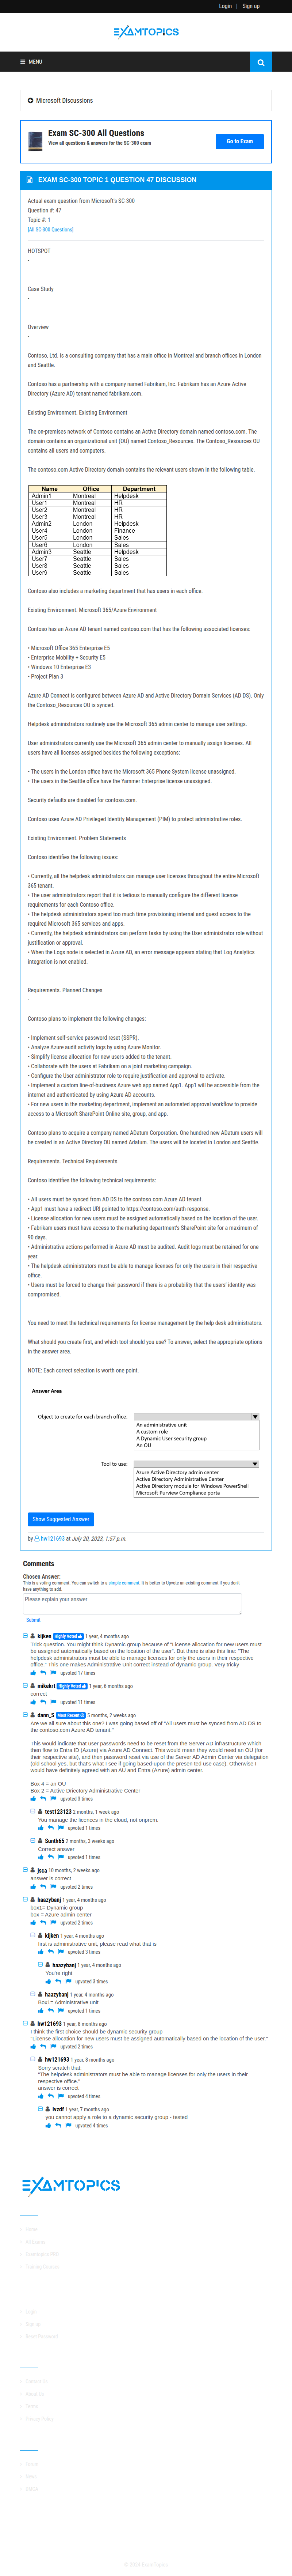 Login | Sign up
EXAMTOPICS
MENU
Microsoft Discussions
Exam SC-300 All Questions
View all questions & answers for the SC-300 exam
Go to Exam
EXAM SC-300 TOPIC 1 QUESTION 47 DISCUSSION
Actual exam question from Microsoft's SC-300
Question #: 47
Topic #: 1
[All SC-300 Questions]
HOTSPOT
-
Case Study
-
Overview
-
Contoso, Ltd. is a consulting company that has a main office in Montreal and branch offices in London
and Seattle.
Contoso has a partnership with a company named Fabrikam, Inc. Fabrikam has an Azure Active
Directory (Azure AD) tenant named fabrikam.com.
Existing Environment. Existing Environment
The on-premises network of Contoso contains an Active Directory domain named contoso.com. The
domain contains an organizational unit (OU) named Contoso_Resources. The Contoso_Resources OU
contains all users and computers.
The contoso.com Active Directory domain contains the relevant users shown in the following table.
Name Office Department
Admin1 Montreal Helpdesk
User1 Montreal HR
User2 Montreal HR
User3 Montreal HR
Admin2 London Helpdesk
User4 London Finance
User5 London Sales
User6 London Sales
Admin3 Seattle Helpdesk
User7 Seattle Sales
User8 Seattle Sales
User9 Seattle Sales
Contoso also includes a marketing department that has users in each office.
Existing Environment. Microsoft 365/Azure Environment
Contoso has an Azure AD tenant named contoso.com that has the following associated licenses:
• Microsoft Office 365 Enterprise E5
• Enterprise Mobility + Security E5
• Windows 10 Enterprise E3
• Project Plan 3
Azure AD Connect is configured between Azure AD and Active Directory Domain Services (AD DS). Only
the Contoso_Resources OU is synced.
Helpdesk administrators routinely use the Microsoft 365 admin center to manage user settings.
User administrators currently use the Microsoft 365 admin center to manually assign licenses. All
users have all licenses assigned besides the following exceptions:
• The users in the London office have the Microsoft 365 Phone System license unassigned.
• The users in the Seattle office have the Yammer Enterprise license unassigned.
Security defaults are disabled for contoso.com.
Contoso uses Azure AD Privileged Identity Management (PIM) to protect administrative roles.
Existing Environment. Problem Statements
Contoso identifies the following issues:
• Currently, all the helpdesk administrators can manage user licenses throughout the entire Microsoft
365 tenant.
• The user administrators report that it is tedious to manually configure the different license
requirements for each Contoso office.
• The helpdesk administrators spend too much time provisioning internal and guest access to the
required Microsoft 365 services and apps.
• Currently, the helpdesk administrators can perform tasks by using the User administrator role without
justification or approval.
• When the Logs node is selected in Azure AD, an error message appears stating that Log Analytics
integration is not enabled.
Requirements. Planned Changes
-
Contoso plans to implement the following changes:
• Implement self-service password reset (SSPR).
• Analyze Azure audit activity logs by using Azure Monitor.
• Simplify license allocation for new users added to the tenant.
• Collaborate with the users at Fabrikam on a joint marketing campaign.
• Configure the User administrator role to require justification and approval to activate.
• Implement a custom line-of-business Azure web app named App1. App1 will be accessible from the
internet and authenticated by using Azure AD accounts.
• For new users in the marketing department, implement an automated approval workflow to provide
access to a Microsoft SharePoint Online site, group, and app.
Contoso plans to acquire a company named ADatum Corporation. One hundred new ADatum users will
be created in an Active Directory OU named Adatum. The users will be located in London and Seattle.
Requirements. Technical Requirements
Contoso identifies the following technical requirements:
• All users must be synced from AD DS to the contoso.com Azure AD tenant.
• App1 must have a redirect URI pointed to https://contoso.com/auth-response.
• License allocation for new users must be assigned automatically based on the location of the user.
• Fabrikam users must have access to the marketing department's SharePoint site for a maximum of
90 days.
• Administrative actions performed in Azure AD must be audited. Audit logs must be retained for one
year.
• The helpdesk administrators must be able to manage licenses for only the users in their respective
office.
• Users must be forced to change their password if there is a probability that the users' identity was
compromised.
You need to meet the technical requirements for license management by the help desk administrators.
What should you create first, and which tool should you use? To answer, select the appropriate options
in the answer area.
NOTE: Each correct selection is worth one point.
Answer Area
Object to create for each branch office:
An administrative unit
A custom role
A Dynamic User security group
An OU
Tool to use:
Azure Active Directory admin center
Active Directory Administrative Center
Active Directory module for Windows PowerShell
Microsoft Purview Compliance porta
Show Suggested Answer
by hw121693 at July 20, 2023, 1:57 p.m.
Comments
Chosen Answer:
This is a voting comment. You can switch to a simple comment. It is better to Upvote an existing comment if you don't
have anything to add.
Please explain your answer
Submit
kijken Highly Voted 1 year, 4 months ago
Trick question. You might think Dynamic group because of "License allocation for new users must
be assigned automatically based on the location of the user." However, the question is "The
helpdesk administrators must be able to manage licenses for only the users in their respective
office." This one makes Administrative Unit correct instead of dynamic group. Very tricky
upvoted 17 times
mikekrt Highly Voted 1 year, 6 months ago
correct
upvoted 11 times
dann_S Most Recent 5 months, 2 weeks ago
Are we all sure about this one? I was going based off of "All users must be synced from AD DS to
the contoso.com Azure AD tenant."
This would indicate that user passwords need to be reset from the AD server infrastructure which
will then flow to Entra ID (Azure AD) via Azure AD Connect. This would mean they need an OU (for
their respective site), and then password reset via use of the Server AD Administration Center (bit
old school yes, but that's what I see going based-upon the specified on-prem tech used. Otherwise
I would have definitely agreed with an AU and Entra (Azure) admin center.
Box 4 = an OU
Box 2 = Active Directory Administrative Center
upvoted 3 times
test123123 2 months, 1 week ago
You manage the licences in the cloud, not onprem.
upvoted 1 times
Sunth65 2 months, 3 weeks ago
Correct answer
upvoted 1 times
jsca 10 months, 2 weeks ago
answer is correct
upvoted 2 times
haazybanj 1 year, 4 months ago
box1= Dynamic group
box = Azure admin center
upvoted 2 times
kijken 1 year, 4 months ago
first is administrative unit, please read what that is
upvoted 3 times
haazybanj 1 year, 4 months ago
You're right
upvoted 3 times
haazybanj 1 year, 4 months ago
Box1= Administrative unit
upvoted 1 times
hw121693 1 year, 8 months ago
I think the first choice should be dynamic security group
"License allocation for new users must be assigned automatically based on the location of the user."
upvoted 2 times
hw121693 1 year, 8 months ago
Sorry scratch that:
"The helpdesk administrators must be able to manage licenses for only the users in their
respective office."
answer is correct
upvoted 4 times
ivzdf 1 year, 7 months ago
you cannot apply a role to a dynamic security group - tested
upvoted 4 times
EXAMTOPICS